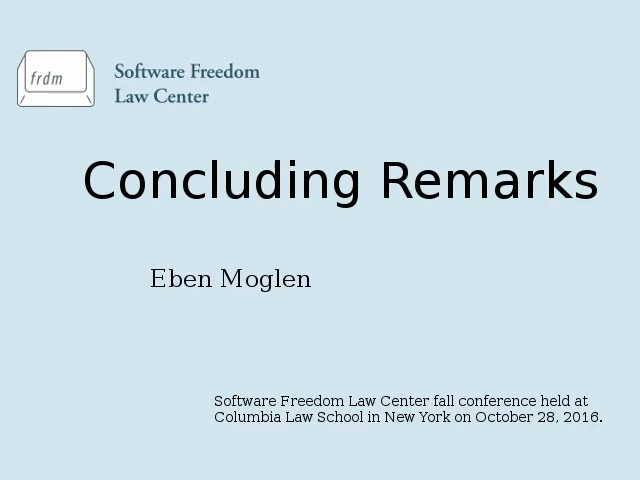 frdm
Software Freedom
Law Center
Concluding Remarks
Eben Moglen
Software Freedom Law Center fall conference held at
Columbia Law School in New York on October 28, 2016.